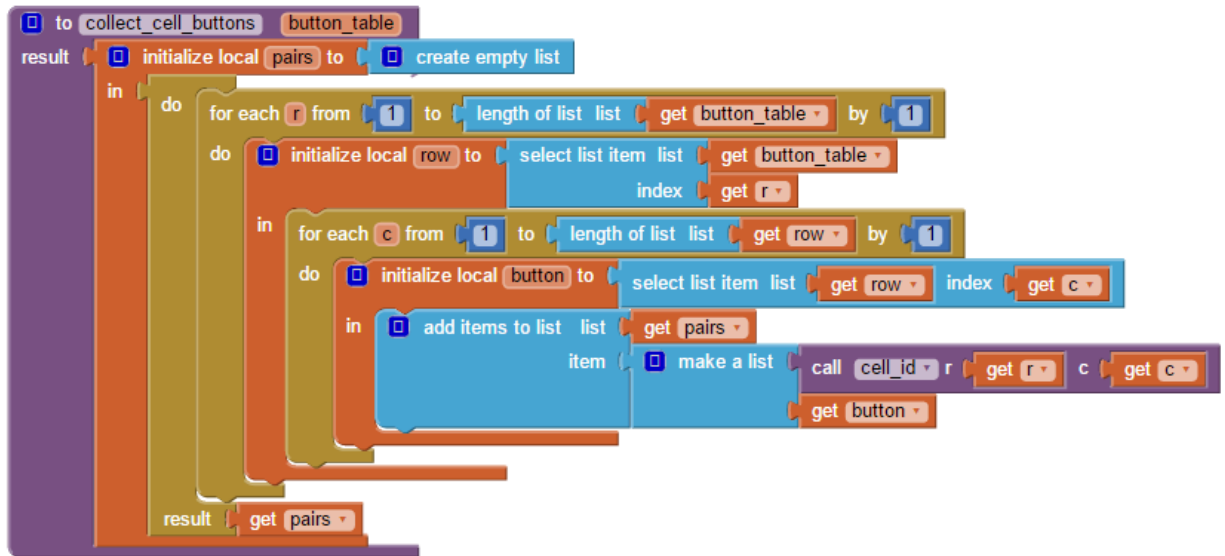 to collect_cell_buttons button_table
result initialize local pairs to create empty list
in do for each r from 1 to length of list list get button_table by 1
do initialize local row to select list item list get button_table
index get r
in for each c from 1 to length of list list get row by 1
do initialize local button to select list item list get row index get c
in add items to list list get pairs
item make a list call cell_id r get r c get c
get button
result get pairs